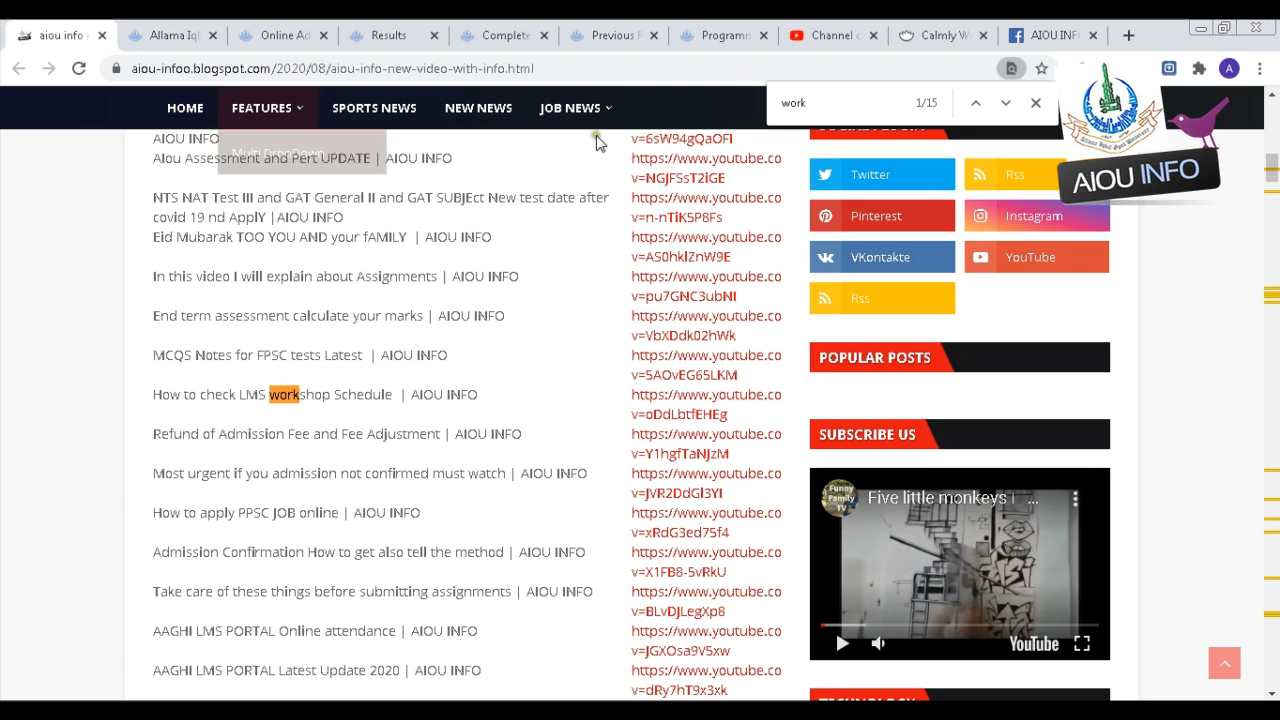 aiou info
Allama Iqb
Online Ad
Results
Complet
Previous P
Programm
Channel c
Calmly W
AIOU INF
aiou-infoo.blogspot.com/2020/08/aiou-info-new-video-with-info.html
A
work 1/15
HOME FEATURES SPORTS NEWS NEW NEWS JOB NEWS
Multi DropDown
AIOU INFO v=6sW94gQaOFI
AIou Assessment and Pert UPDATE | AIOU INFO https://www.youtube.co
v=NGJFSsT2iGE
NTS NAT Test III and GAT General II and GAT SUBJEct New test date after https://www.youtube.co
covid 19 nd ApplY |AIOU INFO v=n-nTiK5P8Fs
Eid Mubarak TOO YOU AND your fAMILY | AIOU INFO https://www.youtube.co
v=AS0hklZnW9E
In this video I will explain about Assignments | AIOU INFO https://www.youtube.co
v=pu7GNC3ubNI
End term assessment calculate your marks | AIOU INFO https://www.youtube.co
v=VbXDdk02hWk
MCQS Notes for FPSC tests Latest | AIOU INFO https://www.youtube.co
v=5AOvEG65LKM
How to check LMS workshop Schedule | AIOU INFO https://www.youtube.co
v=oDdLbtfEHEg
Refund of Admission Fee and Fee Adjustment | AIOU INFO https://www.youtube.co
v=Y1hgfTaNJzM
Most urgent if you admission not confirmed must watch | AIOU INFO https://www.youtube.co
v=JVR2DdGl3YI
How to apply PPSC JOB online | AIOU INFO https://www.youtube.co
v=xRdG3ed75f4
Admission Confirmation How to get also tell the method | AIOU INFO https://www.youtube.co
v=X1FB8-5vRkU
Take care of these things before submitting assignments | AIOU INFO https://www.youtube.co
v=BLvDJLegXp8
AAGHI LMS PORTAL Online attendance | AIOU INFO https://www.youtube.co
v=JGXOsa9V5xw
AAGHI LMS PORTAL Latest Update 2020 | AIOU INFO https://www.youtube.co
v=dRy7hT9x3xk
AIOU INFO
Twitter Rss
Pinterest Instagram
VKontakte YouTube
Rss
POPULAR POSTS
SUBSCRIBE US
Funny
Family
TV
Five little monkeys ...
YouTube